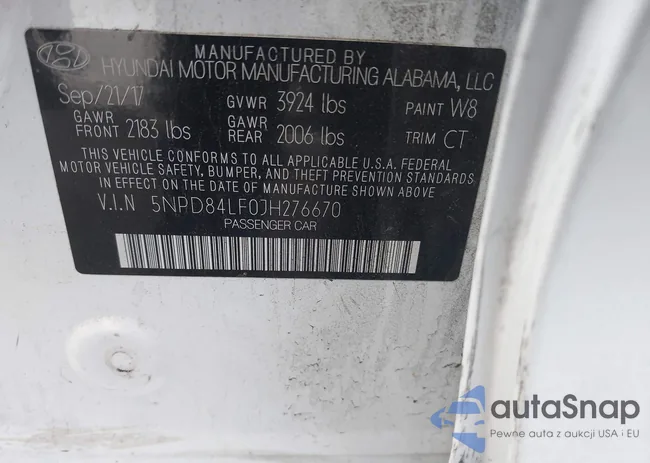 MANUFACTURED BY
HYUNDAI MOTOR MANUFACTURING ALABAMA, LLC
Sep/21/17 GVWR 3924 lbs PAINT W8
GAWR FRONT 2183 lbs GAWR REAR 2006 lbs TRIM CT
THIS VEHICLE CONFORMS TO ALL APPLICABLE U.S.A. FEDERAL
MOTOR VEHICLE SAFETY, BUMPER, AND THEFT PREVENTION STANDARDS
IN EFFECT ON THE DATE OF MANUFACTURE SHOWN ABOVE
V.I.N 5NPD84LF0JH276670
PASSENGER CAR
autaSnap
Pewne auta z aukcji USA i EU